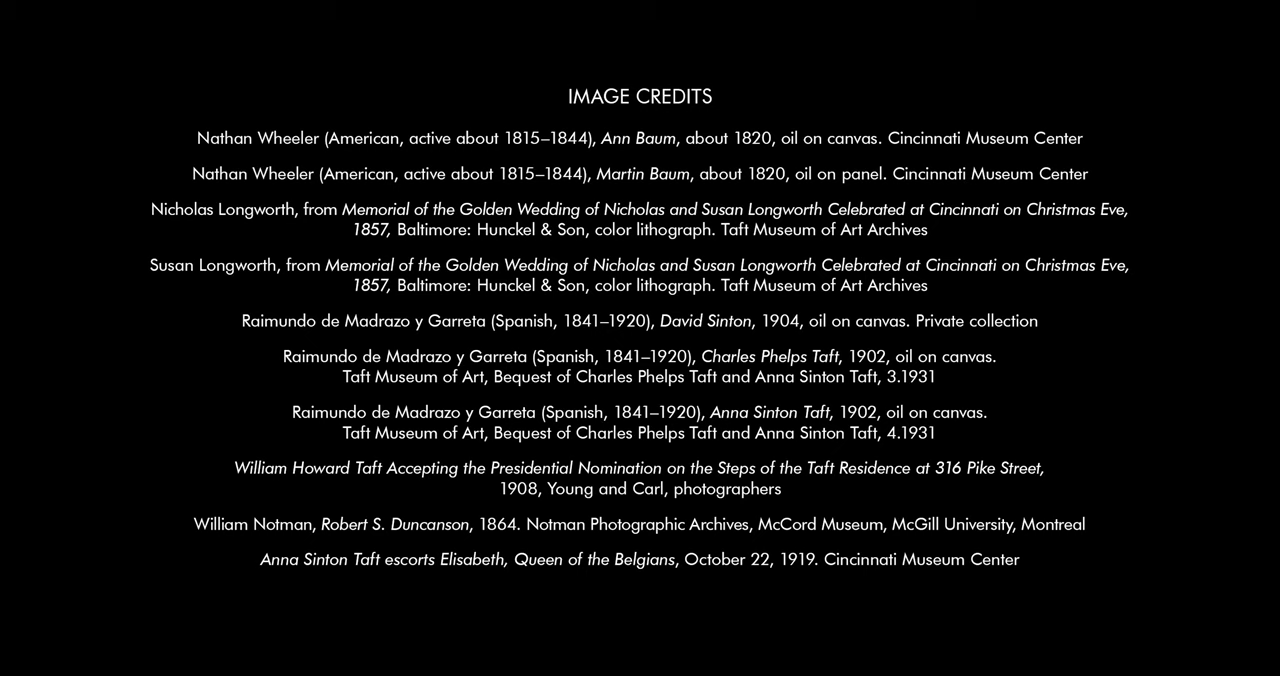 IMAGE CREDITS
Nathan Wheeler (American, active about 1815–1844), Ann Baum, about 1820, oil on canvas. Cincinnati Museum Center
Nathan Wheeler (American, active about 1815–1844), Martin Baum, about 1820, oil on panel. Cincinnati Museum Center
Nicholas Longworth, from Memorial of the Golden Wedding of Nicholas and Susan Longworth Celebrated at Cincinnati on Christmas Eve,
1857, Baltimore: Hunckel & Son, color lithograph. Taft Museum of Art Archives
Susan Longworth, from Memorial of the Golden Wedding of Nicholas and Susan Longworth Celebrated at Cincinnati on Christmas Eve,
1857, Baltimore: Hunckel & Son, color lithograph. Taft Museum of Art Archives
Raimundo de Madrazo y Garreta (Spanish, 1841–1920), David Sinton, 1904, oil on canvas. Private collection
Raimundo de Madrazo y Garreta (Spanish, 1841–1920), Charles Phelps Taft, 1902, oil on canvas.
Taft Museum of Art, Bequest of Charles Phelps Taft and Anna Sinton Taft, 3.1931
Raimundo de Madrazo y Garreta (Spanish, 1841–1920), Anna Sinton Taft, 1902, oil on canvas.
Taft Museum of Art, Bequest of Charles Phelps Taft and Anna Sinton Taft, 4.1931
William Howard Taft Accepting the Presidential Nomination on the Steps of the Taft Residence at 316 Pike Street,
1908, Young and Carl, photographers
William Notman, Robert S. Duncanson, 1864. Notman Photographic Archives, McCord Museum, McGill University, Montreal
Anna Sinton Taft escorts Elisabeth, Queen of the Belgians, October 22, 1919. Cincinnati Museum Center